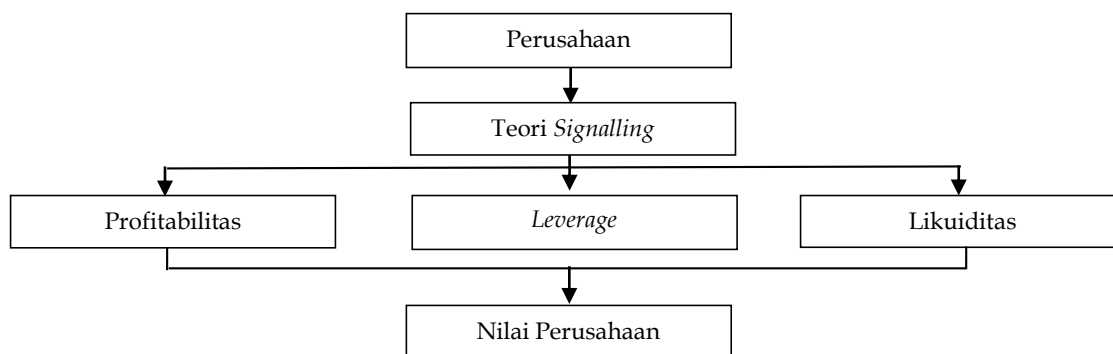 Perusahaan
Teori Signalling
Profitabilitas
Leverage
Likuiditas
Nilai Perusahaan